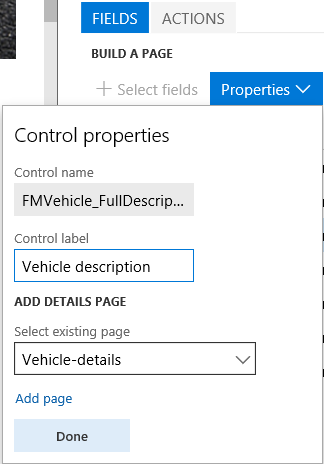 FIELDS ACTIONS
BUILD A PAGE
Select fields Properties
Control properties
Control name
FMVehicle_FullDescrip...
Control label
Vehicle description
ADD DETAILS PAGE
Select existing page
Vehicle-details
Add page
Done